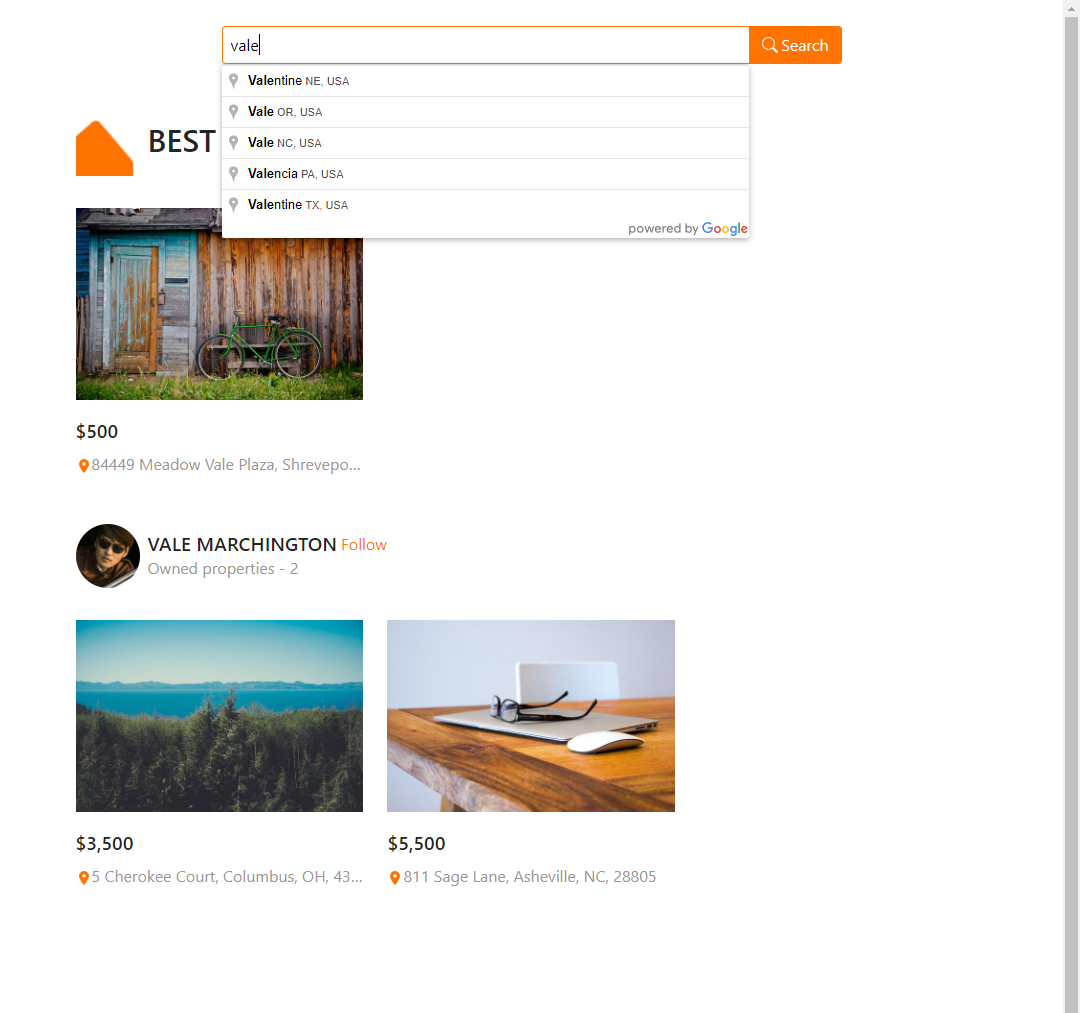 vale
Search
Valentine NE, USA
Vale OR, USA
Vale NC, USA
Valencia PA, USA
Valentine TX, USA
powered by Google
BEST
$500
84449 Meadow Vale Plaza, Shrevepo...
VALE MARCHINGTON Follow
Owned properties - 2
$3,500 $5,500
5 Cherokee Court, Columbus, OH, 43... 811 Sage Lane, Asheville, NC, 28805